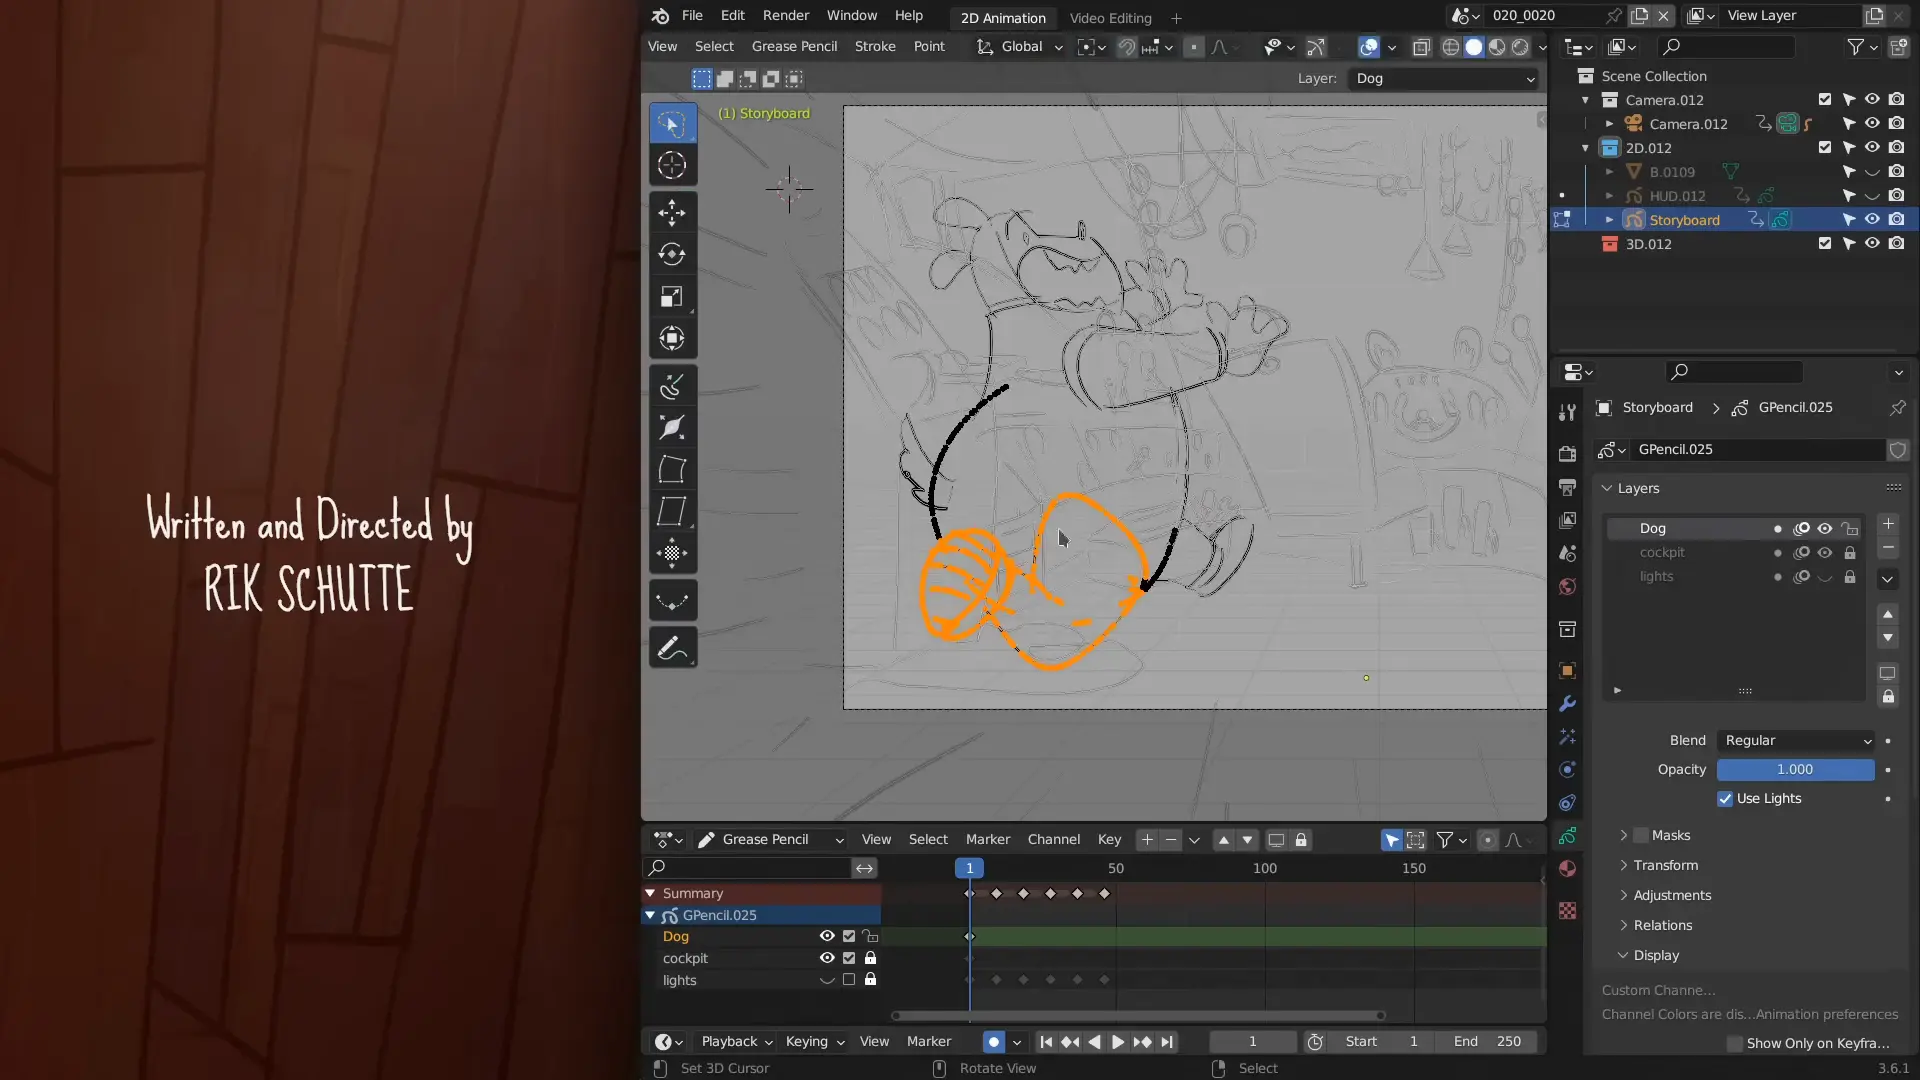 Written and Directed by
RIK SCHUTTE
File Edit Render Window Help
2D Animation Video Editing
020_0020
View Layer
View Select Grease Pencil Stroke Point
Global
Layer: Dog
(1) Storyboard
Scene Collection
Camera.012
Camera.012
2D.012
B.0109
HUD.012
Storyboard
3D.012
Storyboard GPencil.025
GPencil.025
Layers
Dog
cockpit
lights
Blend Regular
Opacity 1.000
Use Lights
Masks
Transform
Adjustments
Relations
Display
Custom Channe...
Channel Colors are dis...Animation preferences
Show Only on Keyfra...
Grease Pencil View Select Marker Channel Key
1 50 100 150
Summary
GPencil.025
Dog
cockpit
lights
Playback Keying View Marker
1 Start 1 End 250
Set 3D Cursor Rotate View Select 3.6.1